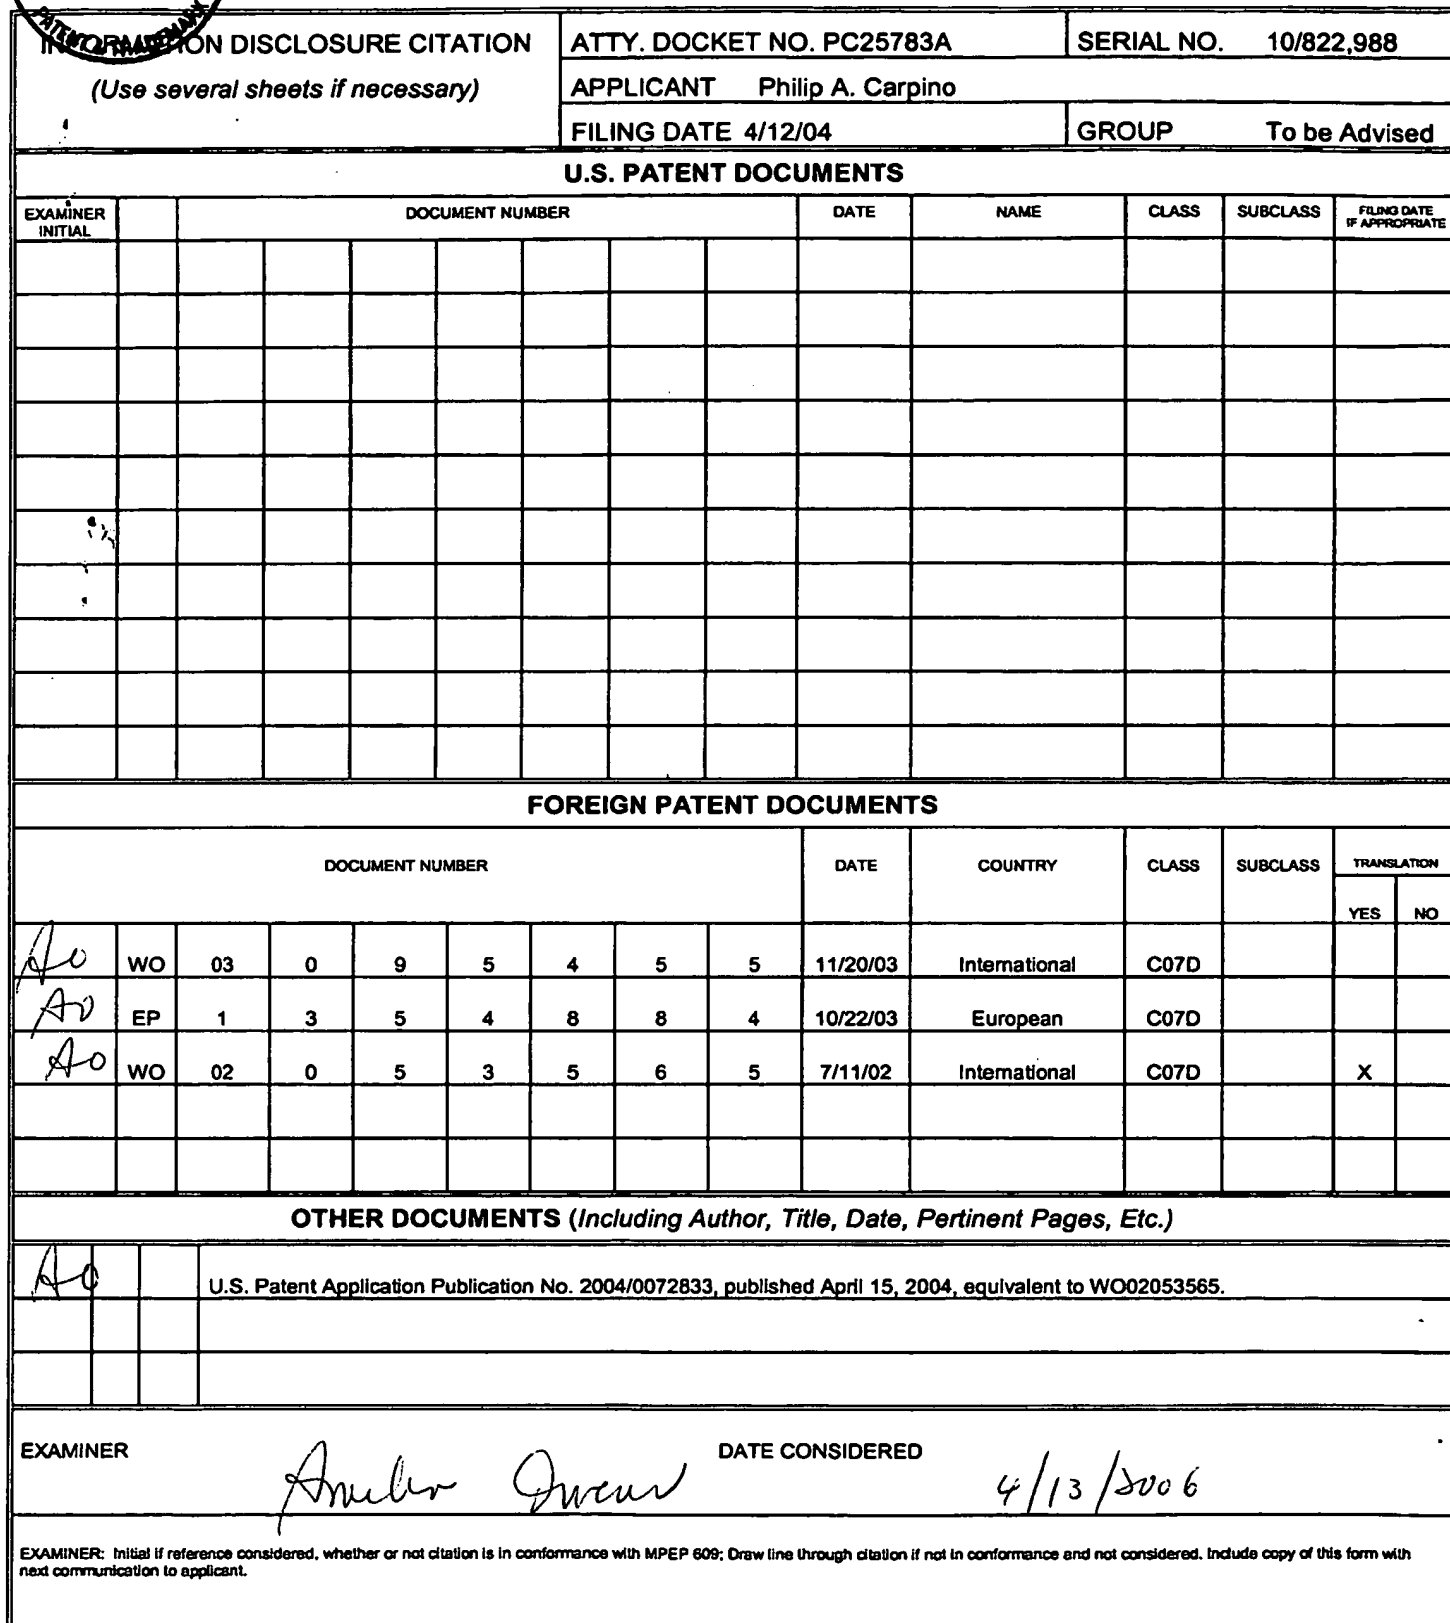 PATENT & TRADEMARK
INFORMATION DISCLOSURE CITATION
(Use several sheets if necessary)
ATTY. DOCKET NO. PC25783A
SERIAL NO. 10/822,988
APPLICANT Philip A. Carpino
FILING DATE 4/12/04
GROUP To be Advised
U.S. PATENT DOCUMENTS
EXAMINER INITIAL DOCUMENT NUMBER DATE NAME CLASS SUBCLASS FILING DATE IF APPROPRIATE
FOREIGN PATENT DOCUMENTS
DOCUMENT NUMBER DATE COUNTRY CLASS SUBCLASS TRANSLATION
YES NO
AO WO 03 0 9 5 4 5 5 11/20/03 International C07D
AO EP 1 3 5 4 8 8 4 10/22/03 European C07D
AO WO 02 0 5 3 5 6 5 7/11/02 International C07D X
OTHER DOCUMENTS (Including Author, Title, Date, Pertinent Pages, Etc.)
AO U.S. Patent Application Publication No. 2004/0072833, published April 15, 2004, equivalent to WO02053565.
EXAMINER DATE CONSIDERED 4/13/2006
EXAMINER: Initial if reference considered, whether or not citation is in conformance with MPEP 609; Draw line through citation if not in conformance and not considered. Include copy of this form with
next communication to applicant.